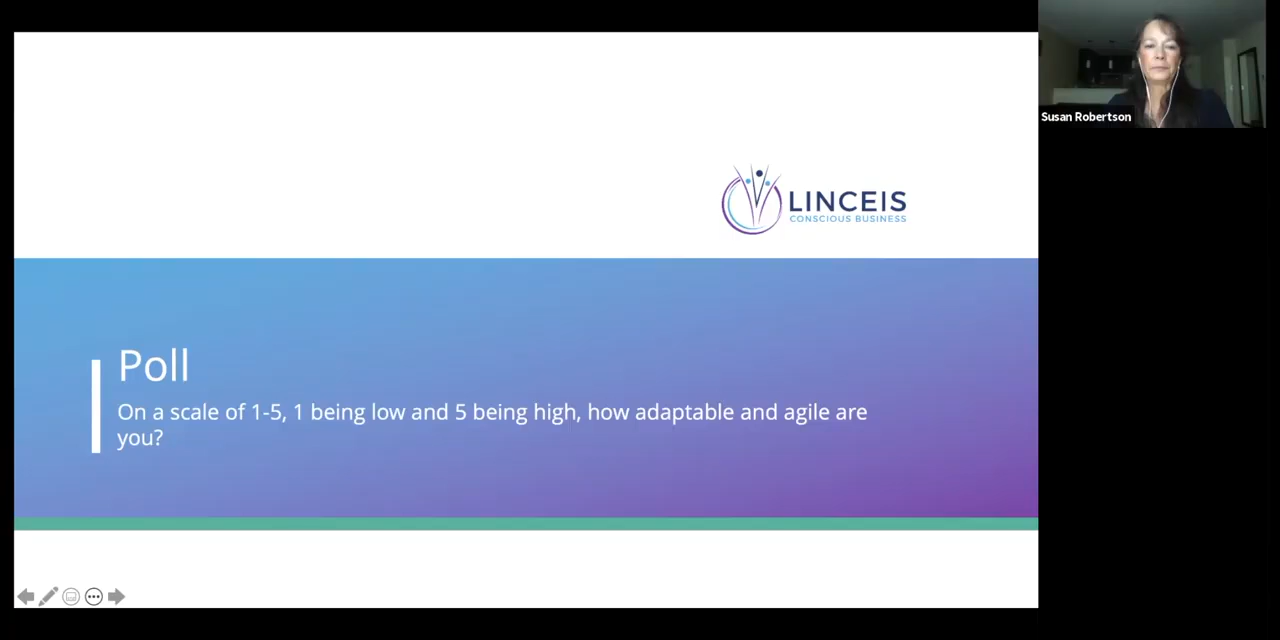 Susan Robertson
LINCEIS
CONSCIOUS BUSINESS
Poll
On a scale of 1-5, 1 being low and 5 being high, how adaptable and agile are
you?